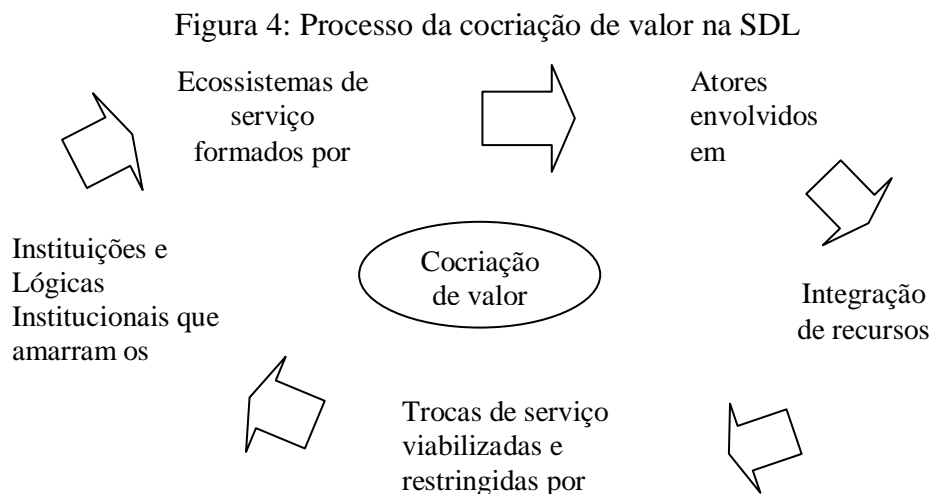 Figura 4: Processo da cocriação de valor na SDL
Ecossistemas de
serviço
formados por
Atores
envolvidos
em
Integração
de recursos
Trocas de serviço
viabilizadas e
restringidas por
Instituições e
Lógicas
Institucionais que
amarram os
Cocriação
de valor